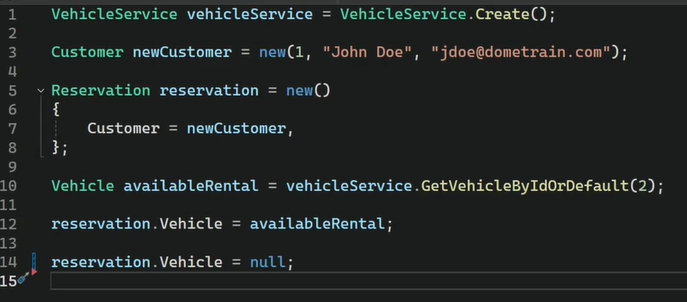 1 VehicleService vehicleService = VehicleService.Create();
2
3 Customer newCustomer = new(1, "John Doe", "jdoe@dometrain.com");
4
5 Reservation reservation = new()
6 {
7     Customer = newCustomer,
8 };
9
10 Vehicle availableRental = vehicleService.GetVehicleByIdOrDefault(2);
11
12 reservation.Vehicle = availableRental;
13
14 reservation.Vehicle = null;
15